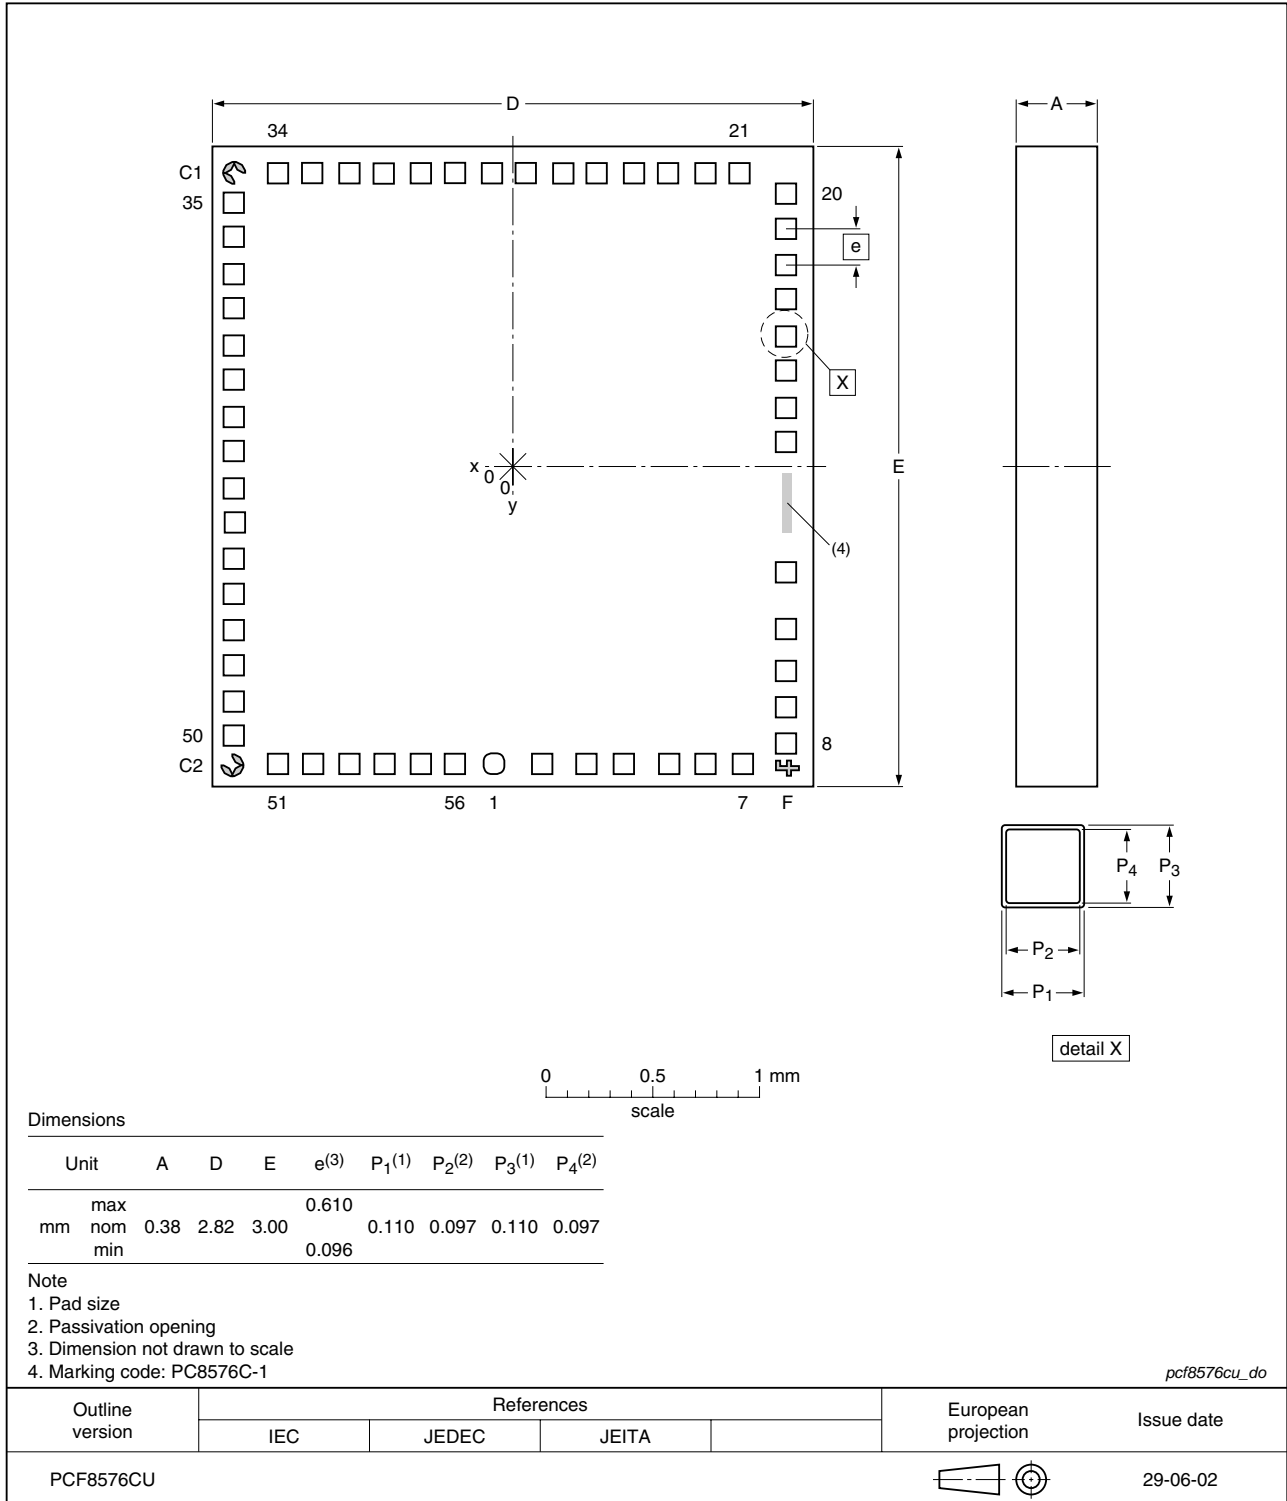 D
A
34
21
C1
35
20
e
X
E
x
0
0
y
(4)
50
C2
8
51
56
1
7
F
P4
P3
P2
P1
detail X
0
0.5
1 mm
scale
Dimensions
Unit A D E e(3) P1(1) P2(2) P3(1) P4(2)
max 0.610
mm nom 0.38 2.82 3.00 0.110 0.097 0.110 0.097
min 0.096
Note
1. Pad size
2. Passivation opening
3. Dimension not drawn to scale
4. Marking code: PC8576C-1
pcf8576cu_do
Outline version
References
European projection
Issue date
IEC
JEDEC
JEITA
PCF8576CU
29-06-02